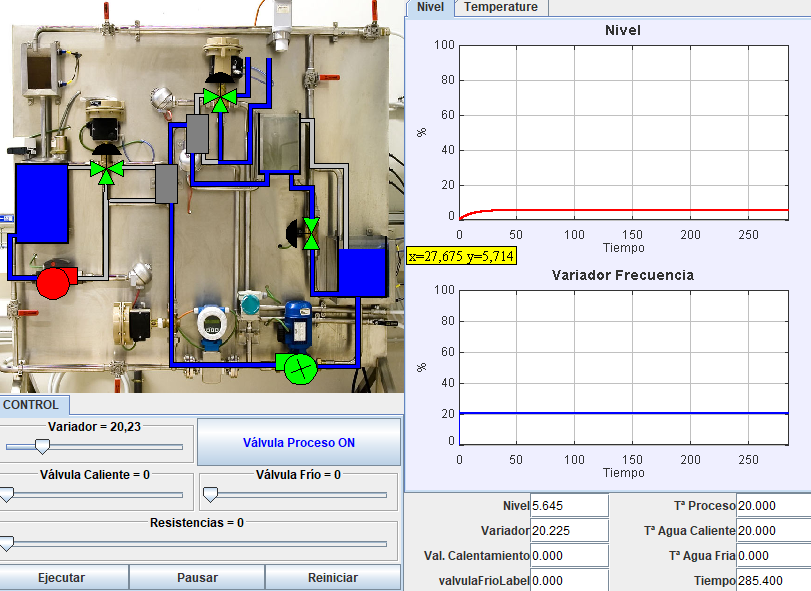 Nivel Temperature
Nivel
100
80
60
40
20
0
%
0 50 100 150 200 250
Tiempo
x=27,675 y=5,714
Variador Frecuencia
100
80
60
40
20
0
%
0 50 100 150 200 250
Tiempo
CONTROL
Variador = 20,23
Válvula Proceso ON
Válvula Caliente = 0
Válvula Frío = 0
Resistencias = 0
Ejecutar Pausar Reiniciar
Nivel 5.645 Tª Proceso 20.000
Variador 20.225 Tª Agua Caliente 20.000
Val. Calentamiento 0.000 Tª Agua Fria 0.000
valvulaFrioLabel 0.000 Tiempo 285.400